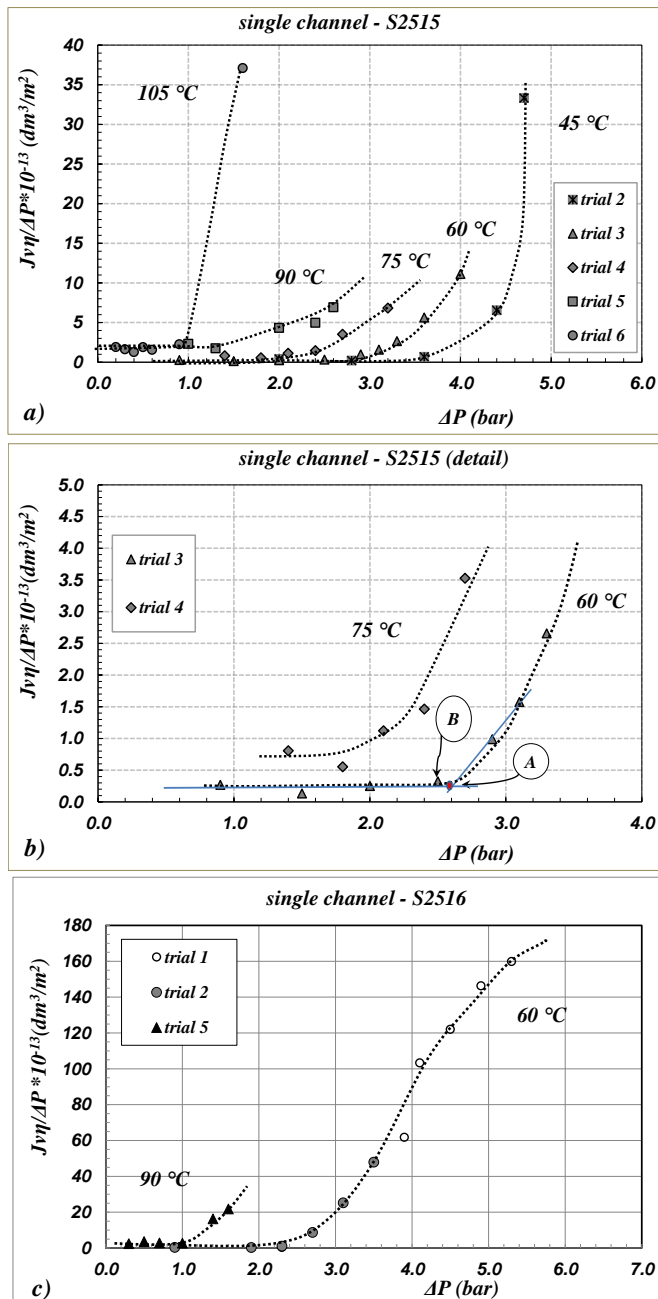 single channel - S2515
Jvη/ΔP*10⁻¹³ (dm³/m²)
40
35
30
25
20
15
10
5
0
0.0 1.0 2.0 3.0 4.0 5.0 6.0
105 °C
45 °C
60 °C
75 °C
90 °C
trial 2
trial 3
trial 4
trial 5
trial 6
a)
ΔP (bar)
single channel - S2515 (detail)
Jvη/ΔP*10⁻¹³(dm³/m²)
5.0
4.5
4.0
3.5
3.0
2.5
2.0
1.5
1.0
0.5
0.0
0.0 1.0 2.0 3.0 4.0
trial 3
trial 4
75 °C
60 °C
B
A
b)
ΔP (bar)
single channel - S2516
Jvη/ΔP *10⁻¹³(dm³/m²)
180
160
140
120
100
80
60
40
20
0
0.0 1.0 2.0 3.0 4.0 5.0 6.0 7.0
trial 1
trial 2
trial 5
60 °C
90 °C
c)
ΔP (bar)